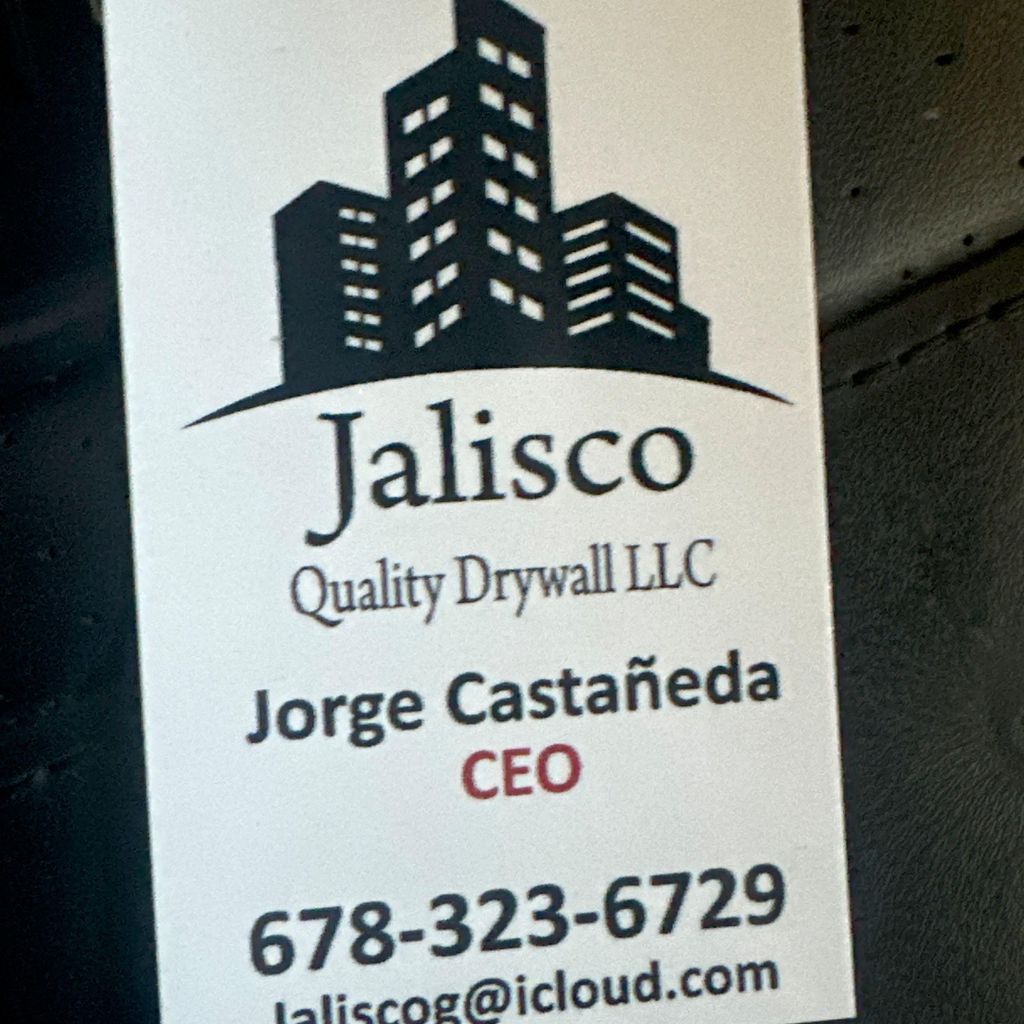 Jalisco
Quality Drywall LLC
Jorge Castañeda
CEO
678-323-6729
Jaliscog@icloud.com